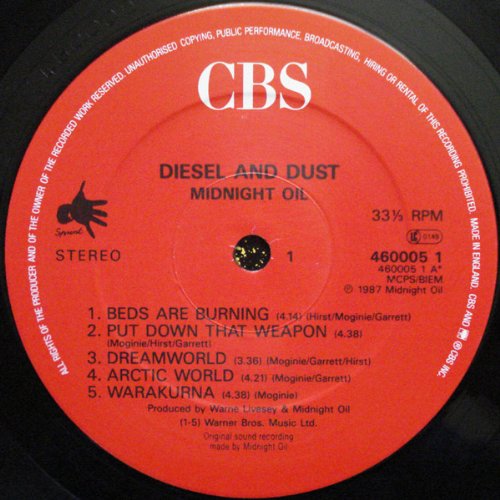 ALL RIGHTS OF THE PRODUCER AND OF THE OWNER OF THE RECORDED WORK RESERVED. UNAUTHORISED COPYING, PUBLIC PERFORMANCE, BROADCASTING, HIRING OR RENTAL OF THIS RECORDING PROHIBITED. MADE IN ENGLAND. CBS AND ® CBS INC.
CBS
DIESEL AND DUST
MIDNIGHT OIL
Sprint
33⅓ RPM
STEREO
1
0149
460005 1
460005 1 A*
MCPS/BIEM
℗ 1987 Midnight Oil
1. BEDS ARE BURNING (4.14) (Hirst/Moginie/Garrett)
2. PUT DOWN THAT WEAPON (4.38)
(Moginie/Hirst/Garrett)
3. DREAMWORLD (3.36) (Moginie/Garrett/Hirst)
4. ARCTIC WORLD (4.21) (Moginie/Garrett)
5. WARAKURNA (4.38) (Moginie)
Produced by Warne Livesey & Midnight Oil
(1-5) Warner Bros. Music Ltd.
Original sound recording
made by Midnight Oil